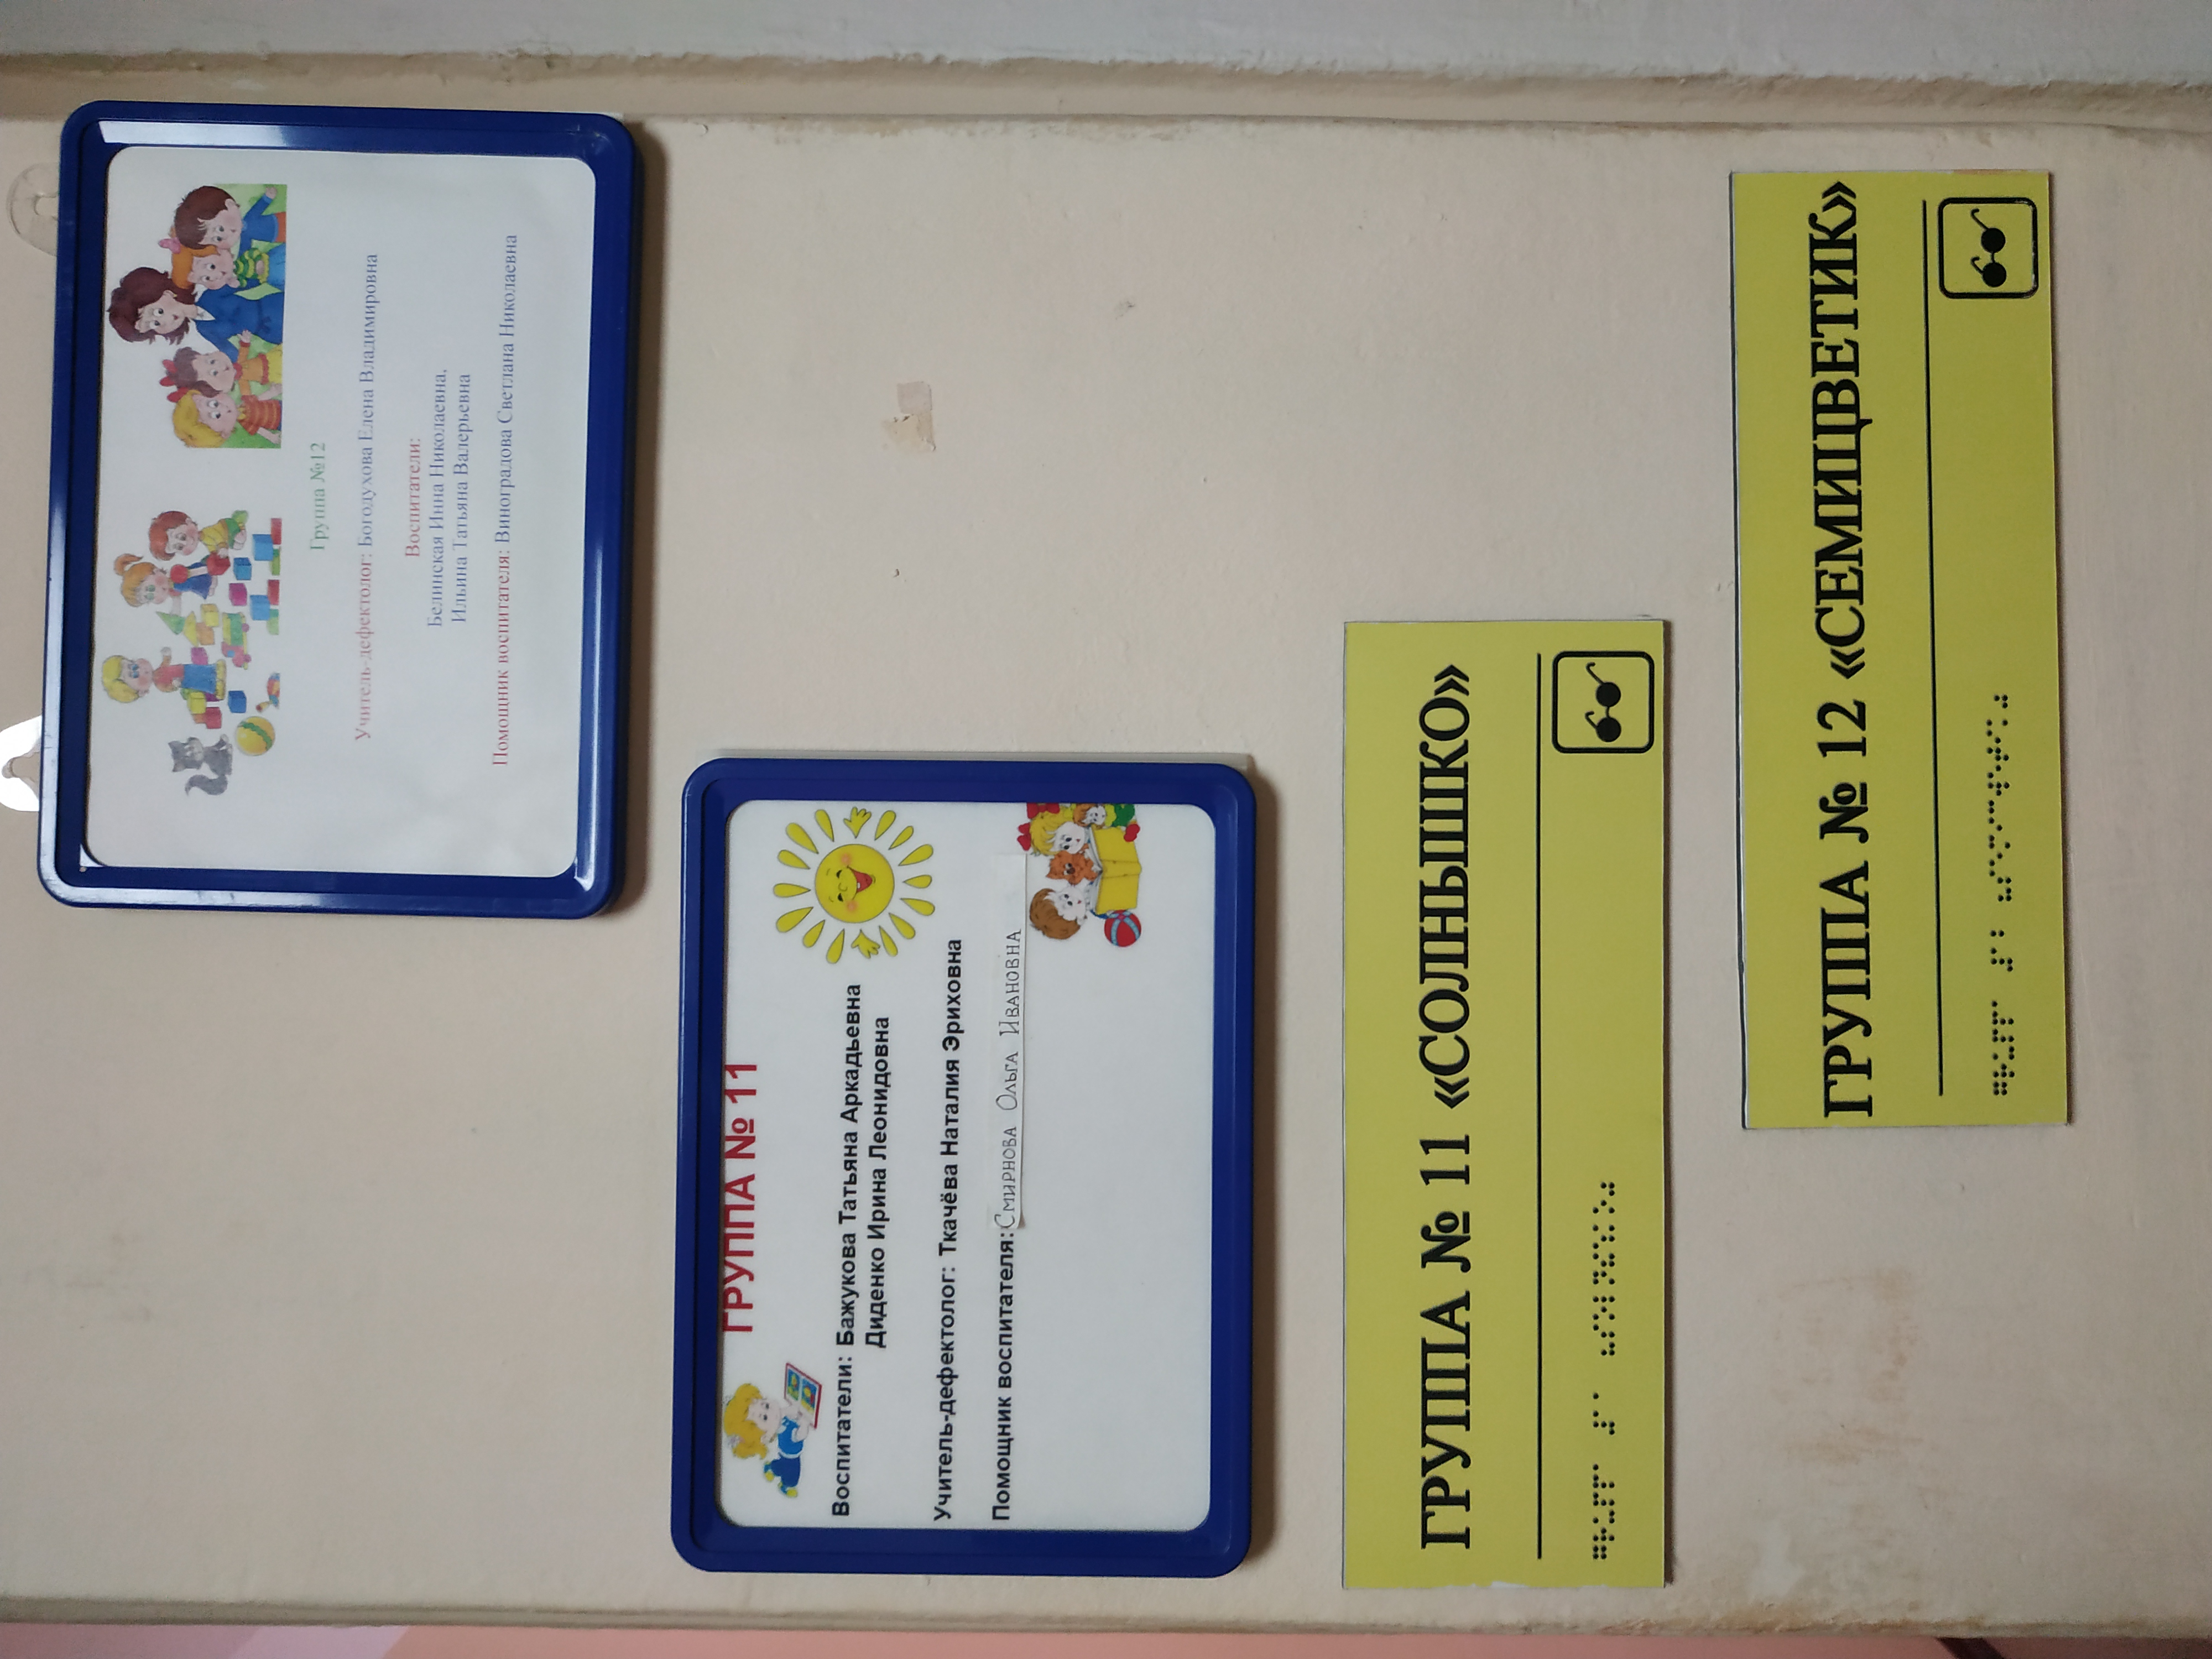 Группа №12
Учитель-дефектолог: Богодухова Елена Владимировна
Воспитатели:
Белинская Инна Николаевна,
Ильина Татьяна Валерьевна
Помощник воспитателя: Виноградова Светлана Николаевна
ГРУППА № 11
Воспитатели: Бажукова Татьяна Аркадьевна
Диденко Ирина Леонидовна
Учитель-дефектолог: Ткачёва Наталия Эриховна
Помощник воспитателя: Смирнова Ольга Ивановна
ГРУППА № 11 «СОЛНЫШКО»
ГРУППА № 12 «СЕМИЦВЕТИК»